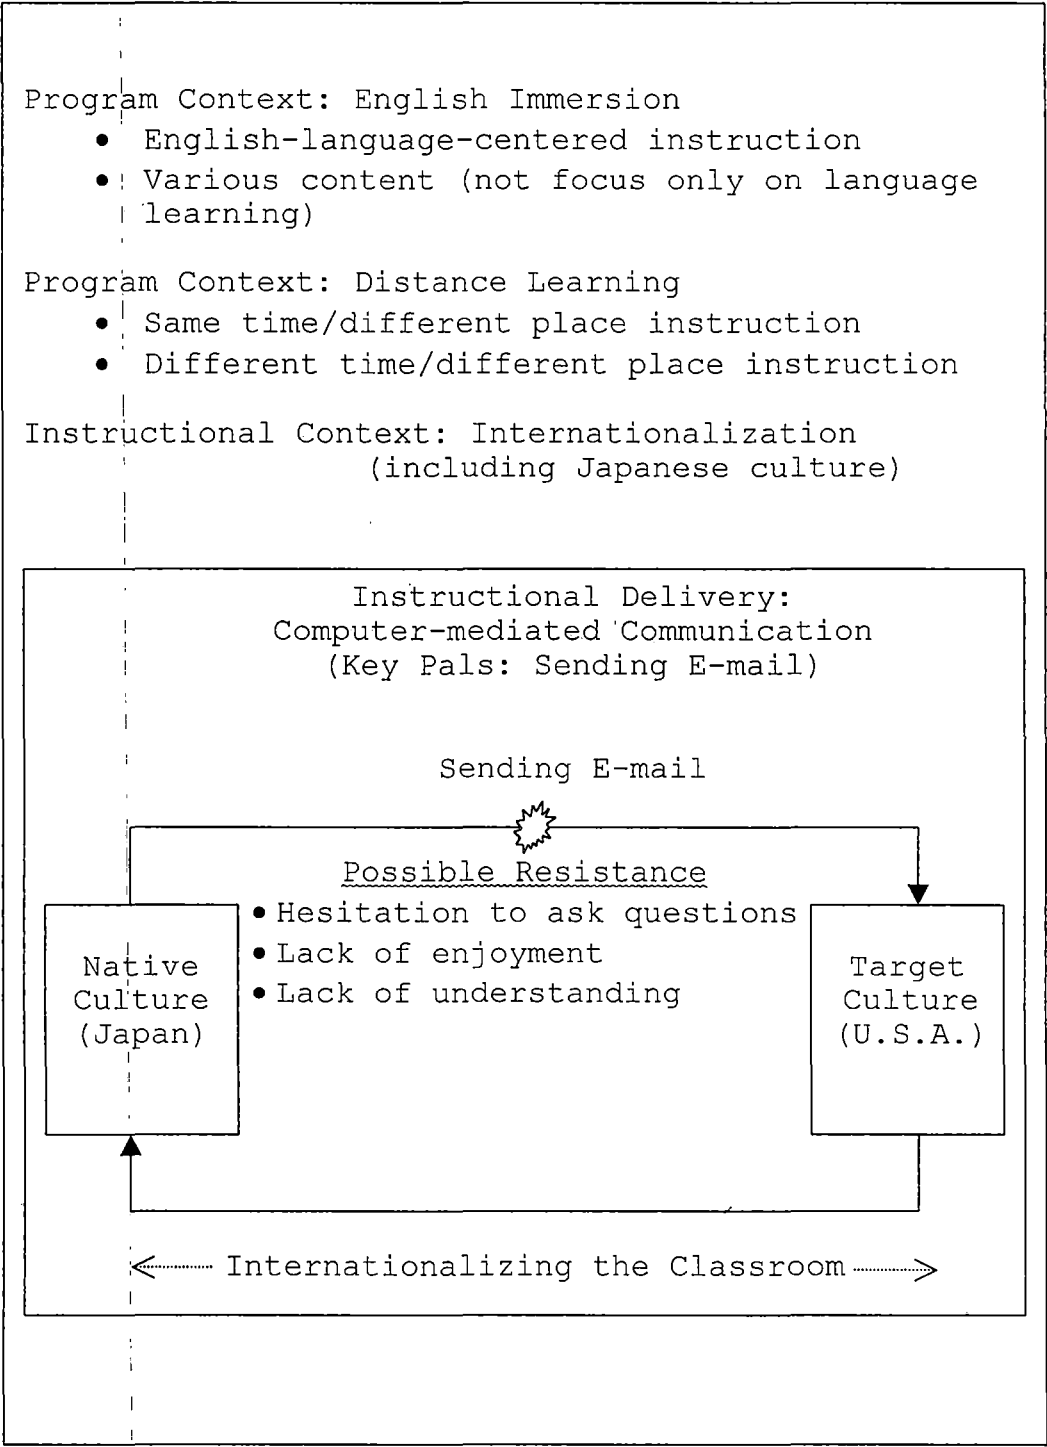 Program Context: English Immersion
• English-language-centered instruction
• Various content (not focus only on language
learning)
Program Context: Distance Learning
• Same time/different place instruction
• Different time/different place instruction
Instructional Context: Internationalization
(including Japanese culture)
Instructional Delivery:
Computer-mediated Communication
(Key Pals: Sending E-mail)
Sending E-mail
Possible Resistance
• Hesitation to ask questions
• Lack of enjoyment
• Lack of understanding
Native
Culture
(Japan)
Target
Culture
(U.S.A.)
Internationalizing the Classroom